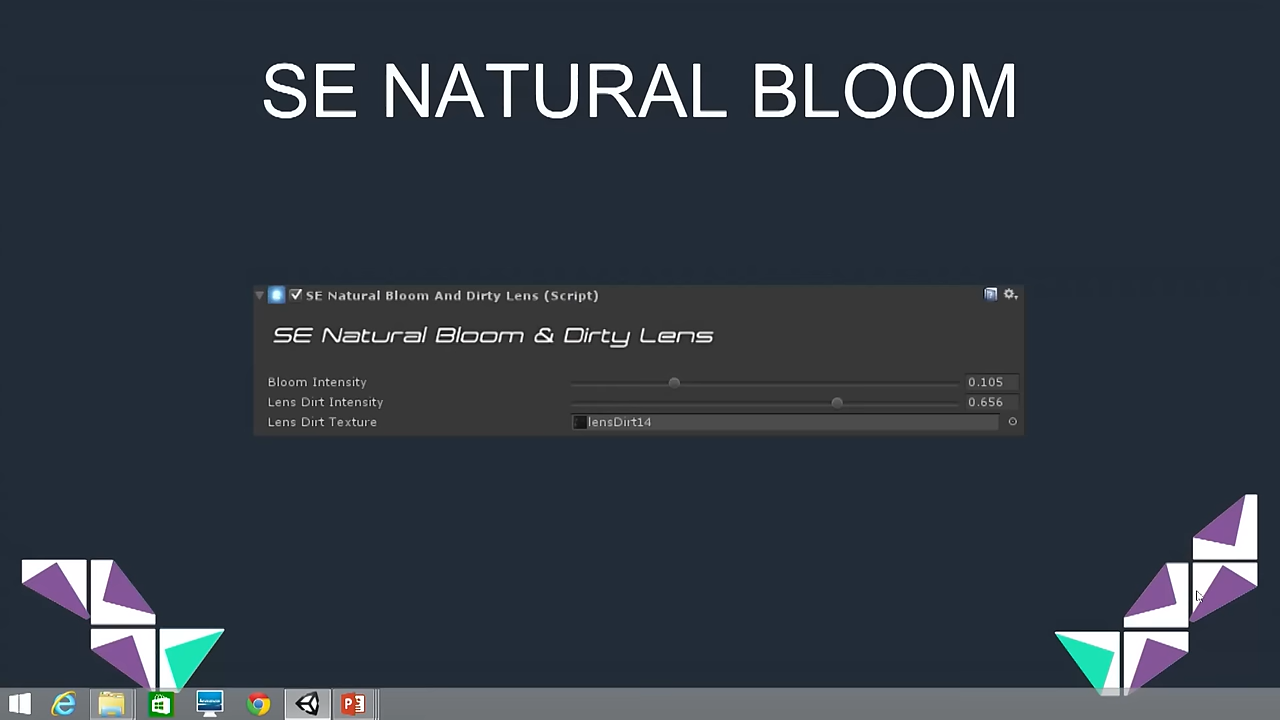 SE NATURAL BLOOM
SE Natural Bloom And Dirty Lens (Script)
SE Natural Bloom & Dirty Lens
Bloom Intensity 0.105
Lens Dirt Intensity 0.656
Lens Dirt Texture lensDirt14